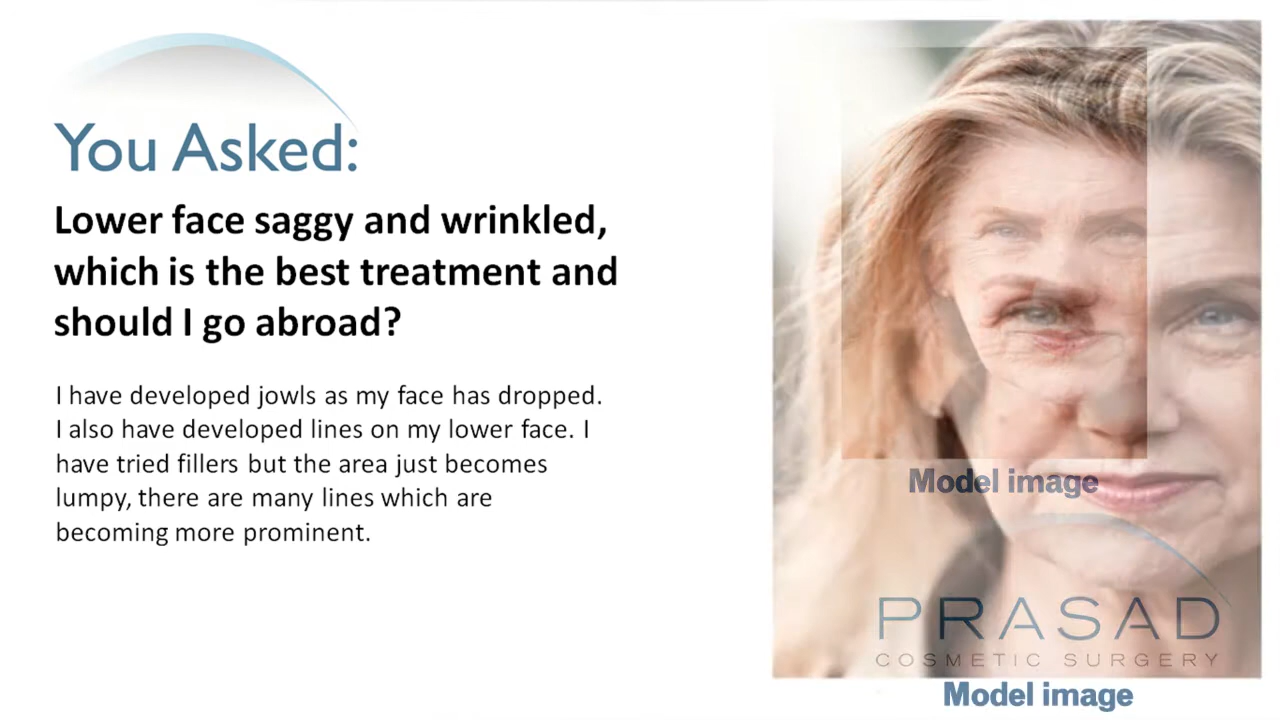 You Asked:
Lower face saggy and wrinkled,
which is the best treatment and
should I go abroad?
I have developed jowls as my face has dropped.
I also have developed lines on my lower face. I
have tried fillers but the area just becomes
lumpy, there are many lines which are
becoming more prominent.
Model image
PRASAD
COSMETIC SURGERY
Model image